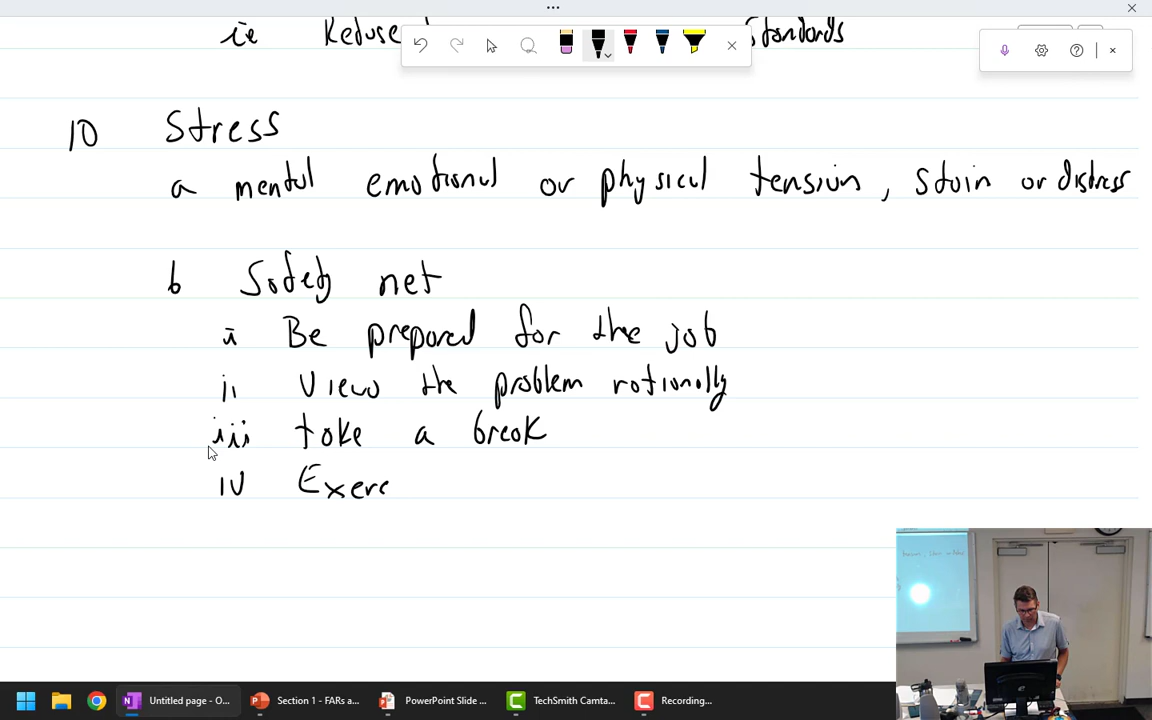 ie Refuse Standards
10 Stress
a mental emotional or physical tension, Strain or distress
b Safety net
i Be prepared for the job
ii View the problem rationally
iii take a break
iv Exerc
Untitled page - O...
Section 1 - FARs a...
PowerPoint Slide ...
TechSmith Camta...
Recording...